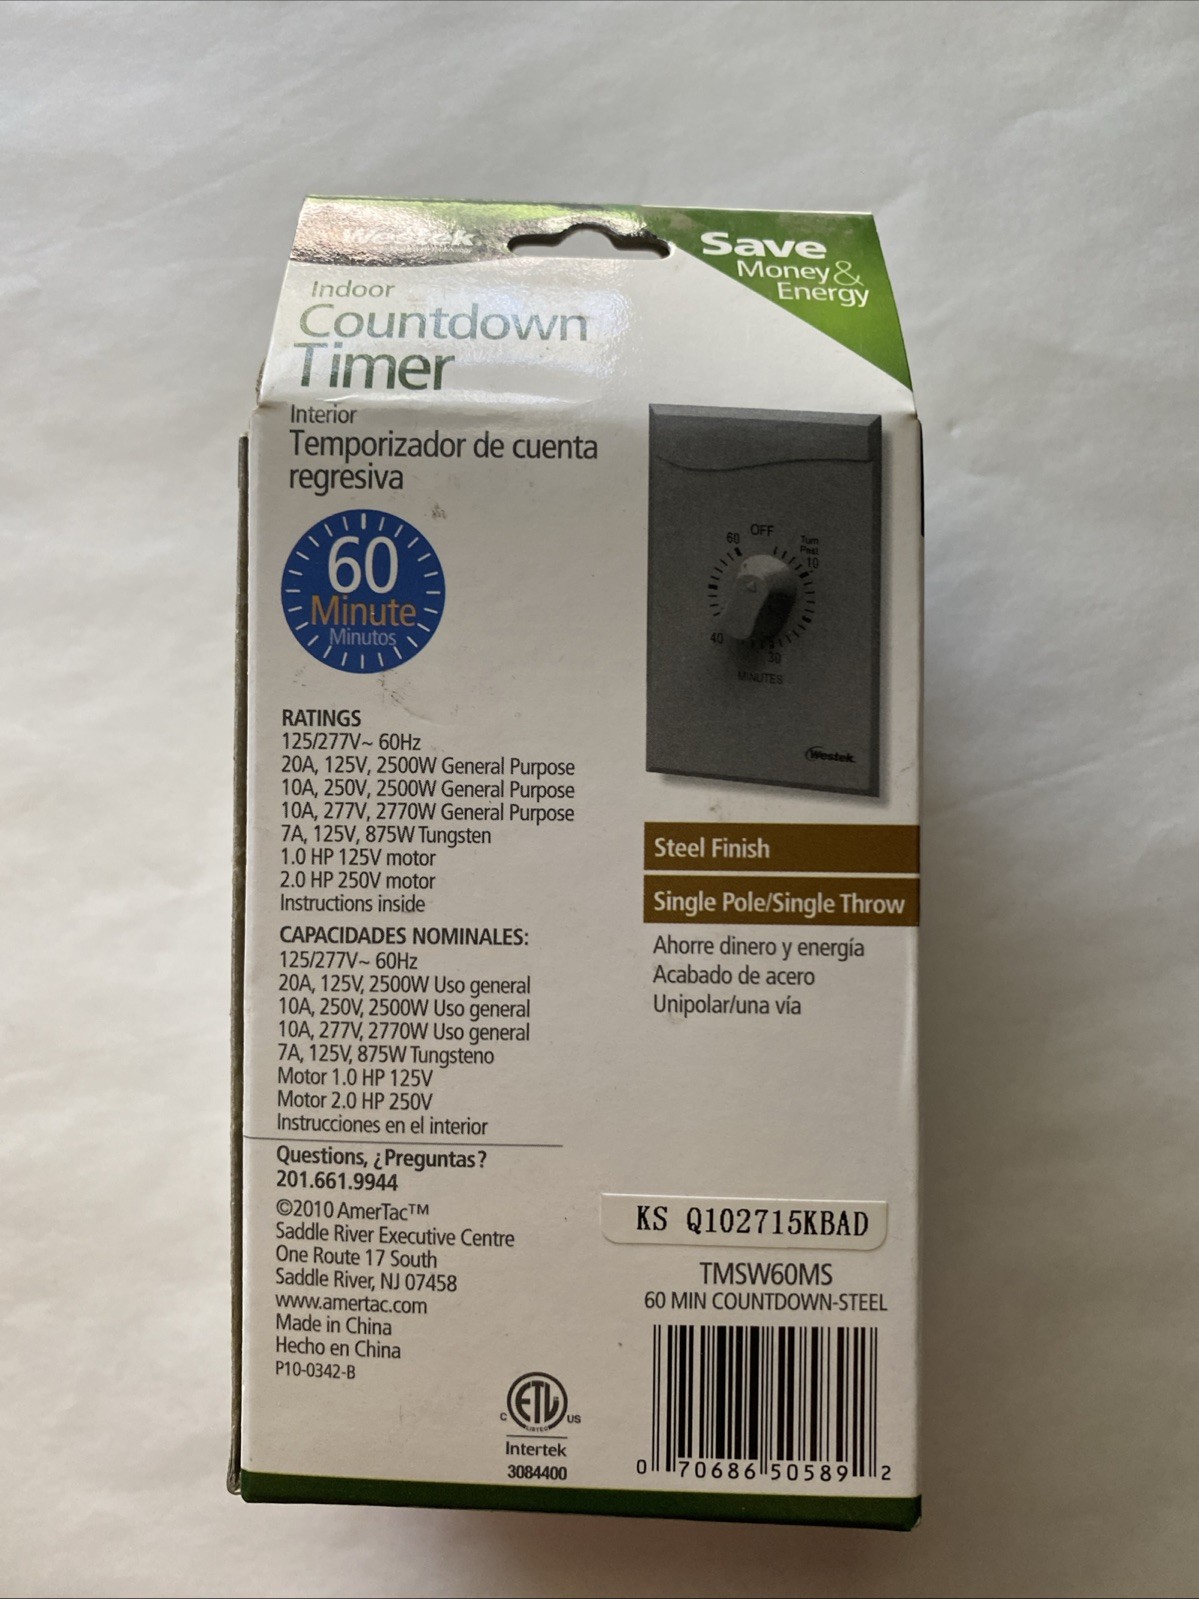 Westek
Save
Money &
Energy
Indoor
Countdown
Timer
Interior
Temporizador de cuenta
regresiva
60
Minute
Minutos
OFF
60
Turn
Past
10
40
30
MINUTES
Westek
RATINGS
125/277V~ 60Hz
20A, 125V, 2500W General Purpose
10A, 250V, 2500W General Purpose
10A, 277V, 2770W General Purpose
7A, 125V, 875W Tungsten
1.0 HP 125V motor
2.0 HP 250V motor
Instructions inside
CAPACIDADES NOMINALES:
125/277V~ 60Hz
20A, 125V, 2500W Uso general
10A, 250V, 2500W Uso general
10A, 277V, 2770W Uso general
7A, 125V, 875W Tungsteno
Motor 1.0 HP 125V
Motor 2.0 HP 250V
Instrucciones en el interior
Steel Finish
Single Pole/Single Throw
Ahorre dinero y energía
Acabado de acero
Unipolar/una vía
Questions, ¿Preguntas?
201.661.9944
©2010 AmerTac™
Saddle River Executive Centre
One Route 17 South
Saddle River, NJ 07458
www.amertac.com
Made in China
Hecho en China
P10-0342-B
C ETL US
LISTED
Intertek
3084400
KS Q102715KBAD
TMSW60MS
60 MIN COUNTDOWN-STEEL
0 70686 50589 2